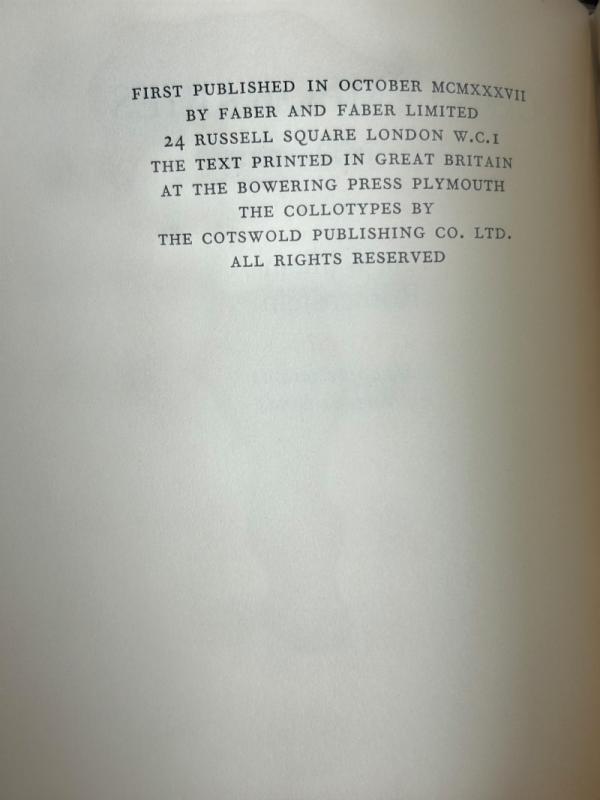 FIRST PUBLISHED IN OCTOBER MCMXXXVII
BY FABER AND FABER LIMITED
24 RUSSELL SQUARE LONDON W.C.1
THE TEXT PRINTED IN GREAT BRITAIN
AT THE BOWERING PRESS PLYMOUTH
THE COLLOTYPES BY
THE COTSWOLD PUBLISHING CO. LTD.
ALL RIGHTS RESERVED